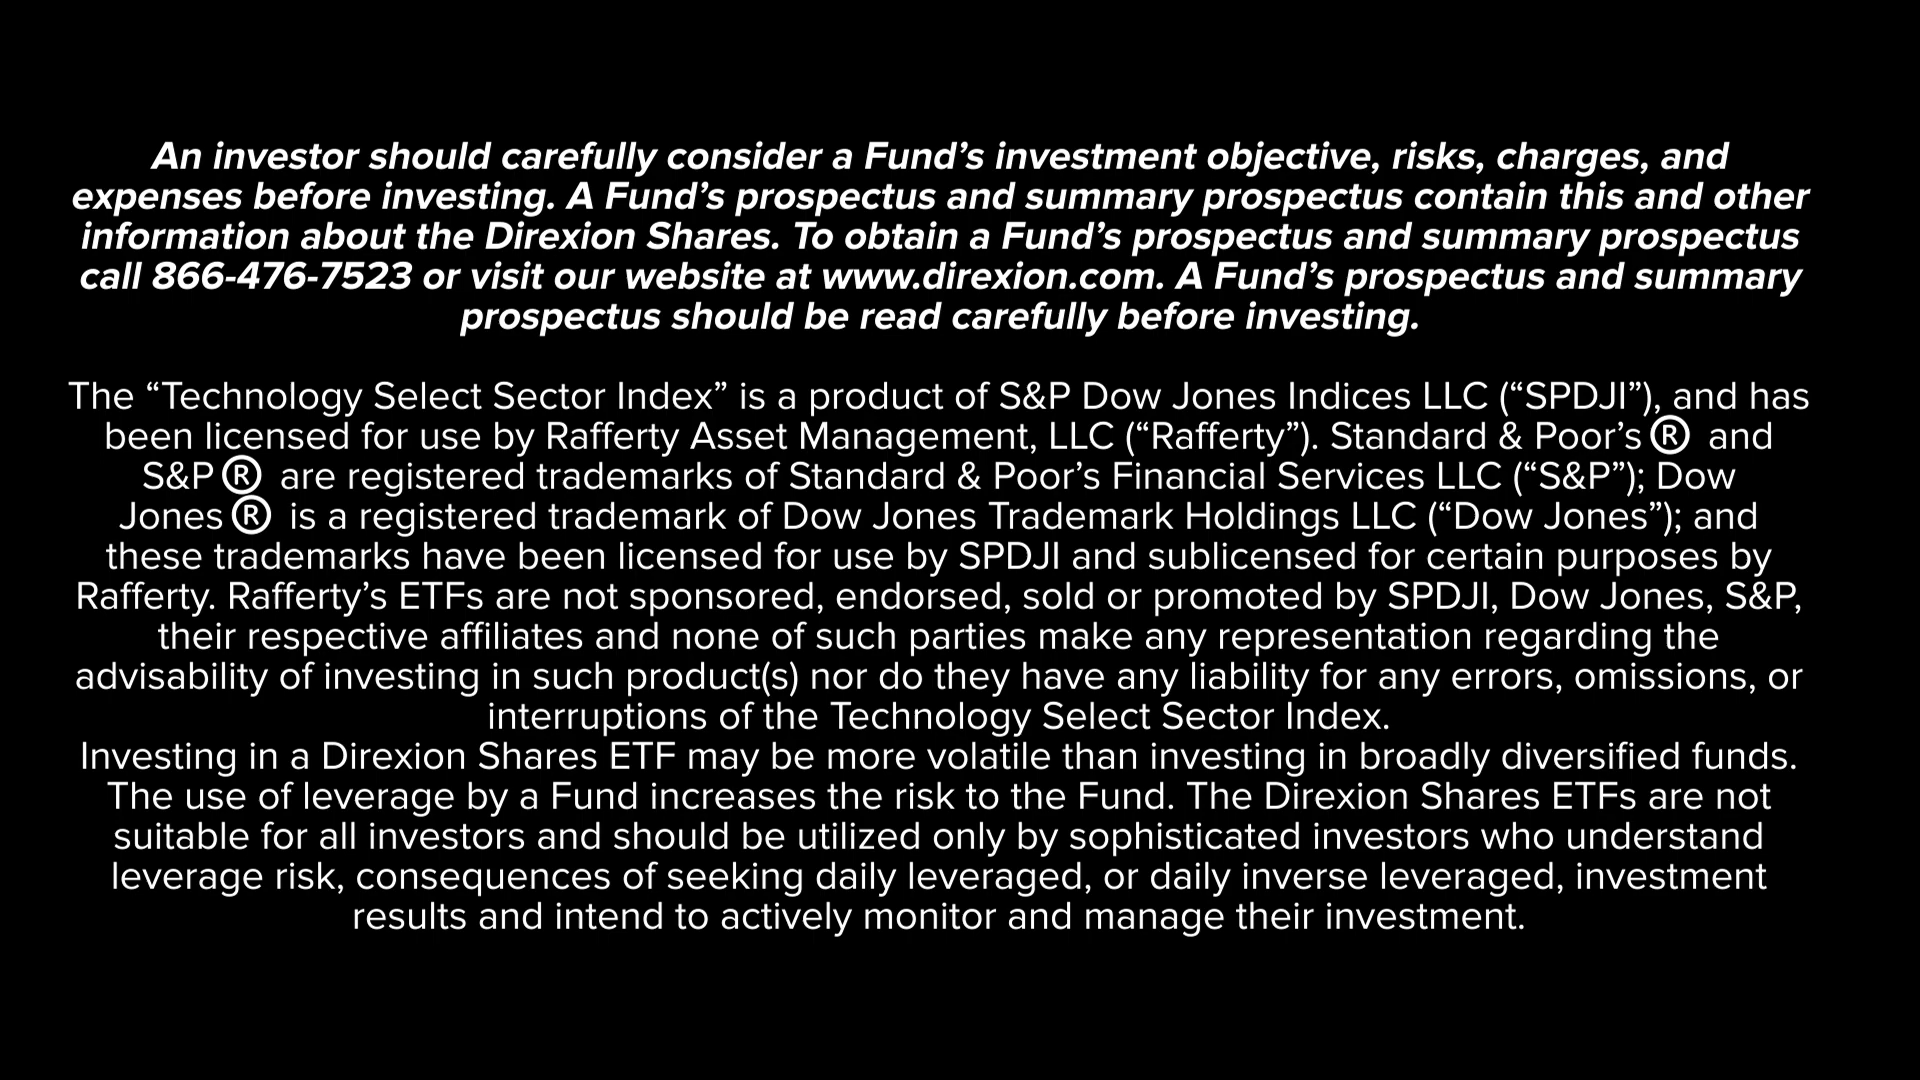 An investor should carefully consider a Fund’s investment objective, risks, charges, and
expenses before investing. A Fund’s prospectus and summary prospectus contain this and other
information about the Direxion Shares. To obtain a Fund’s prospectus and summary prospectus
call 866-476-7523 or visit our website at www.direxion.com. A Fund’s prospectus and summary
prospectus should be read carefully before investing.
The “Technology Select Sector Index” is a product of S&P Dow Jones Indices LLC (“SPDJI”), and has
been licensed for use by Rafferty Asset Management, LLC (“Rafferty”). Standard & Poor’s® and
S&P® are registered trademarks of Standard & Poor’s Financial Services LLC (“S&P”); Dow
Jones® is a registered trademark of Dow Jones Trademark Holdings LLC (“Dow Jones”); and
these trademarks have been licensed for use by SPDJI and sublicensed for certain purposes by
Rafferty. Rafferty’s ETFs are not sponsored, endorsed, sold or promoted by SPDJI, Dow Jones, S&P,
their respective affiliates and none of such parties make any representation regarding the
advisability of investing in such product(s) nor do they have any liability for any errors, omissions, or
interruptions of the Technology Select Sector Index.
Investing in a Direxion Shares ETF may be more volatile than investing in broadly diversified funds.
The use of leverage by a Fund increases the risk to the Fund. The Direxion Shares ETFs are not
suitable for all investors and should be utilized only by sophisticated investors who understand
leverage risk, consequences of seeking daily leveraged, or daily inverse leveraged, investment
results and intend to actively monitor and manage their investment.